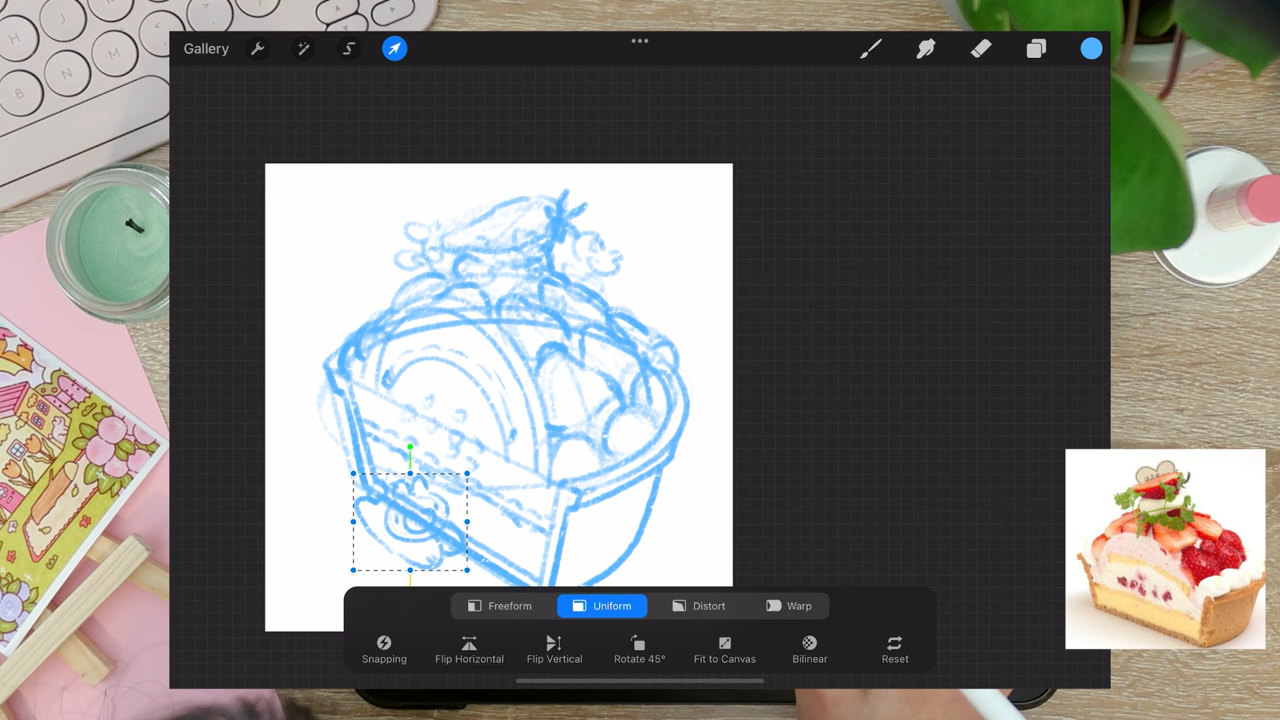 Gallery
H
B
N
M
Freeform Uniform Distort Warp
Snapping Flip Horizontal Flip Vertical Rotate 45° Fit to Canvas Bilinear Reset